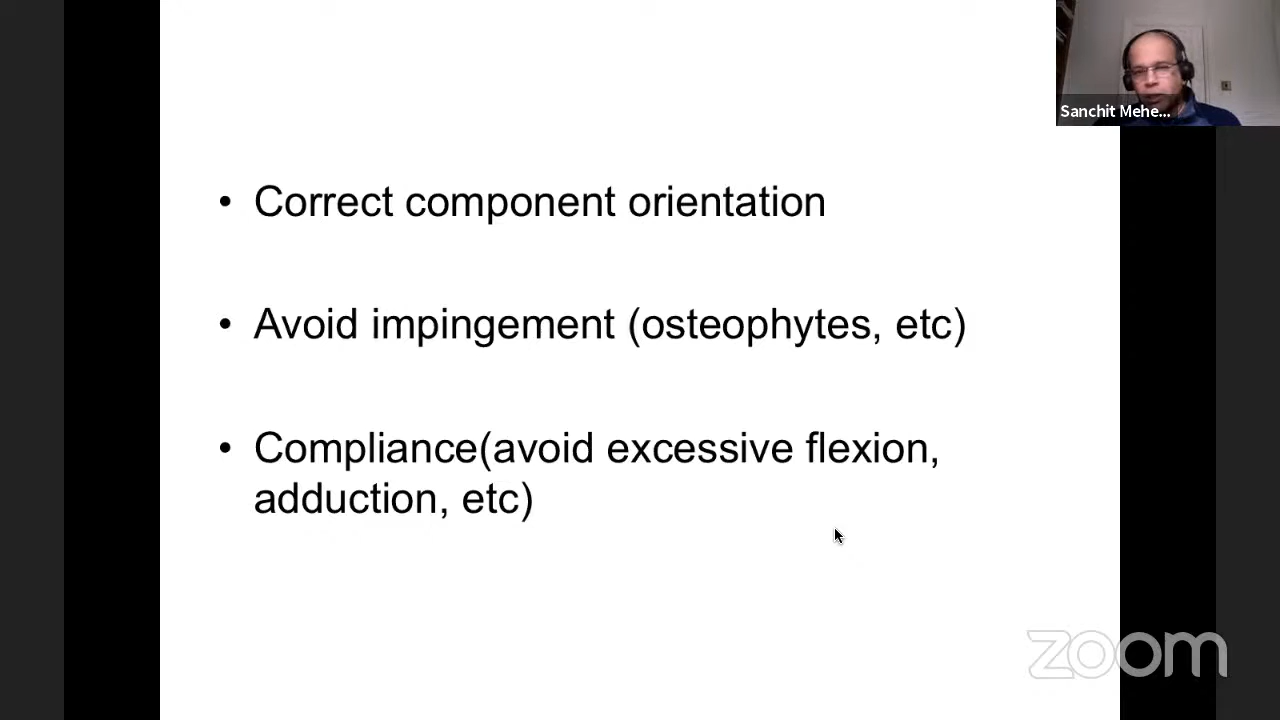 Sanchit Mehe...
• Correct component orientation
• Avoid impingement (osteophytes, etc)
• Compliance(avoid excessive flexion,
adduction, etc)
zoom